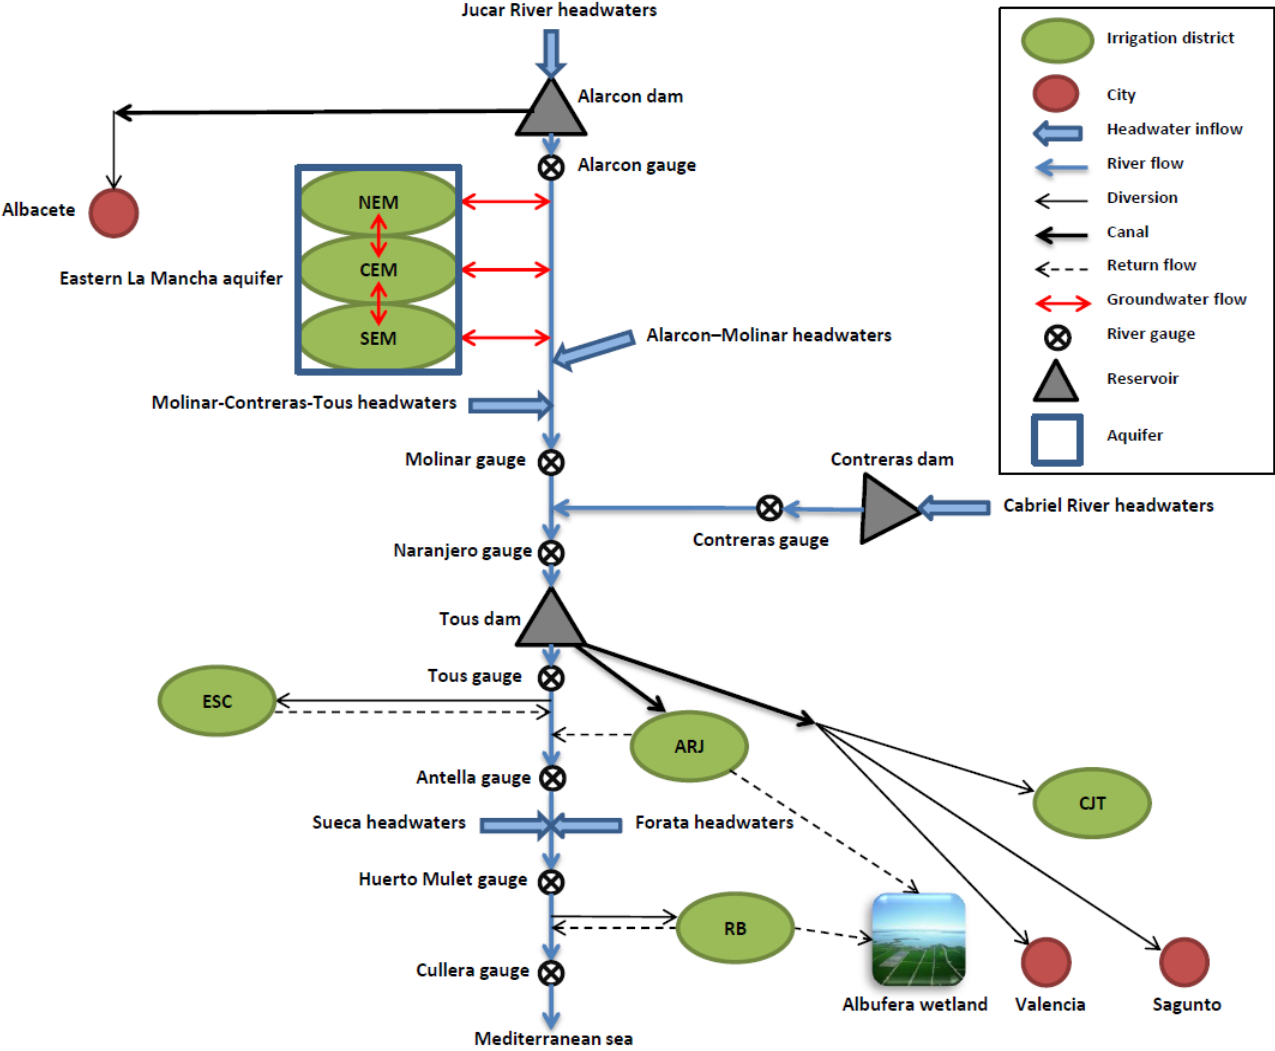 Jucar River headwaters
Alarcon dam
Alarcon gauge
Albacete
NEM
CEM
SEM
Eastern La Mancha aquifer
Alarcon–Molinar headwaters
Molinar-Contreras-Tous headwaters
Molinar gauge
Contreras dam
Cabriel River headwaters
Contreras gauge
Naranjero gauge
Tous dam
Tous gauge
ESC
ARJ
Antella gauge
CJT
Sueca headwaters
Forata headwaters
Huerto Mulet gauge
RB
Cullera gauge
Albufera wetland
Valencia
Sagunto
Mediterranean sea
Irrigation district
City
Headwater inflow
River flow
Diversion
Canal
Return flow
Groundwater flow
River gauge
Reservoir
Aquifer